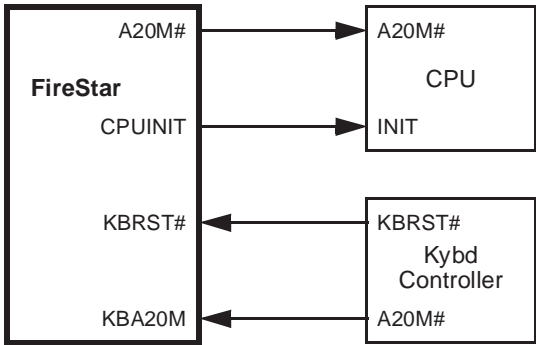 A20M#
FireStar
CPUINIT
KBRST#
KBA20M
A20M#
CPU
INIT
KBRST#
Kybd
Controller
A20M#